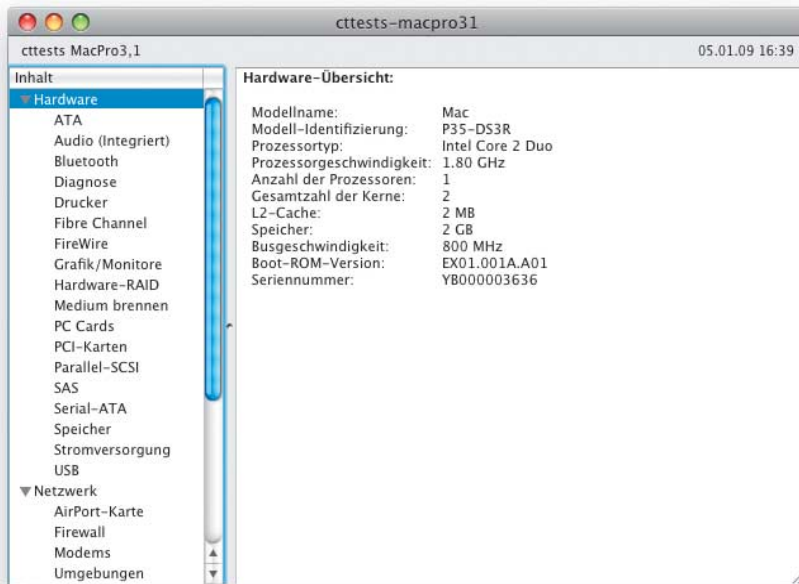 cttests-macpro31
cttests MacPro3,1
05.01.09 16:39
Inhalt
Hardware
ATA
Audio (Integriert)
Bluetooth
Diagnose
Drucker
Fibre Channel
FireWire
Grafik/Monitore
Hardware-RAID
Medium brennen
PC Cards
PCI-Karten
Parallel-SCSI
SAS
Serial-ATA
Speicher
Stromversorgung
USB
Netzwerk
AirPort-Karte
Firewall
Modems
Umgebungen
Hardware-Übersicht:
Modellname: Mac
Modell-Identifizierung: P35-DS3R
Prozessortyp: Intel Core 2 Duo
Prozessorgeschwindigkeit: 1.80 GHz
Anzahl der Prozessoren: 1
Gesamtzahl der Kerne: 2
L2-Cache: 2 MB
Speicher: 2 GB
Busgeschwindigkeit: 800 MHz
Boot-ROM-Version: EX01.001A.A01
Seriennummer: YB000003636